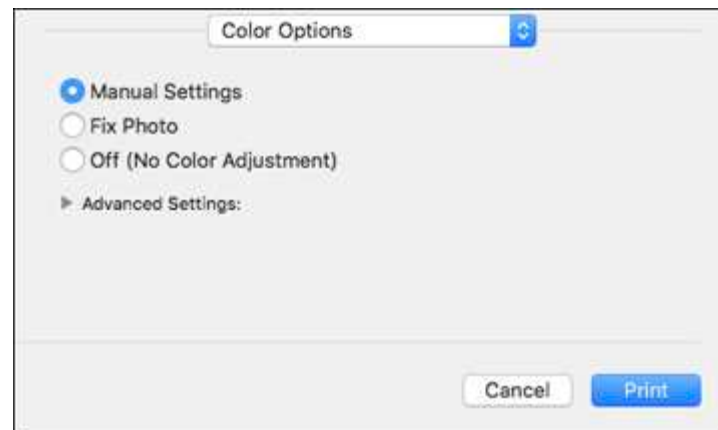 Color Options
Manual Settings
Fix Photo
Off (No Color Adjustment)
Advanced Settings:
Cancel Print